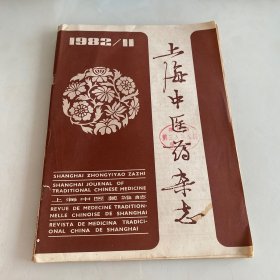 1982/11
上海中医药杂志
SHANGHAI ZHONGYIYAO ZAZHI
SHANGHAI JOURNAL OF
TRADITIONAL CHINESE MEDICINE
上海中医药雑誌
REVUE DE MEDECINE TRADITION-
NELLE CHINOISE DE SHANGHAI
REVISTA DE MEDICINA TRADICI-
ONAL CHINA DE SHANGHAI